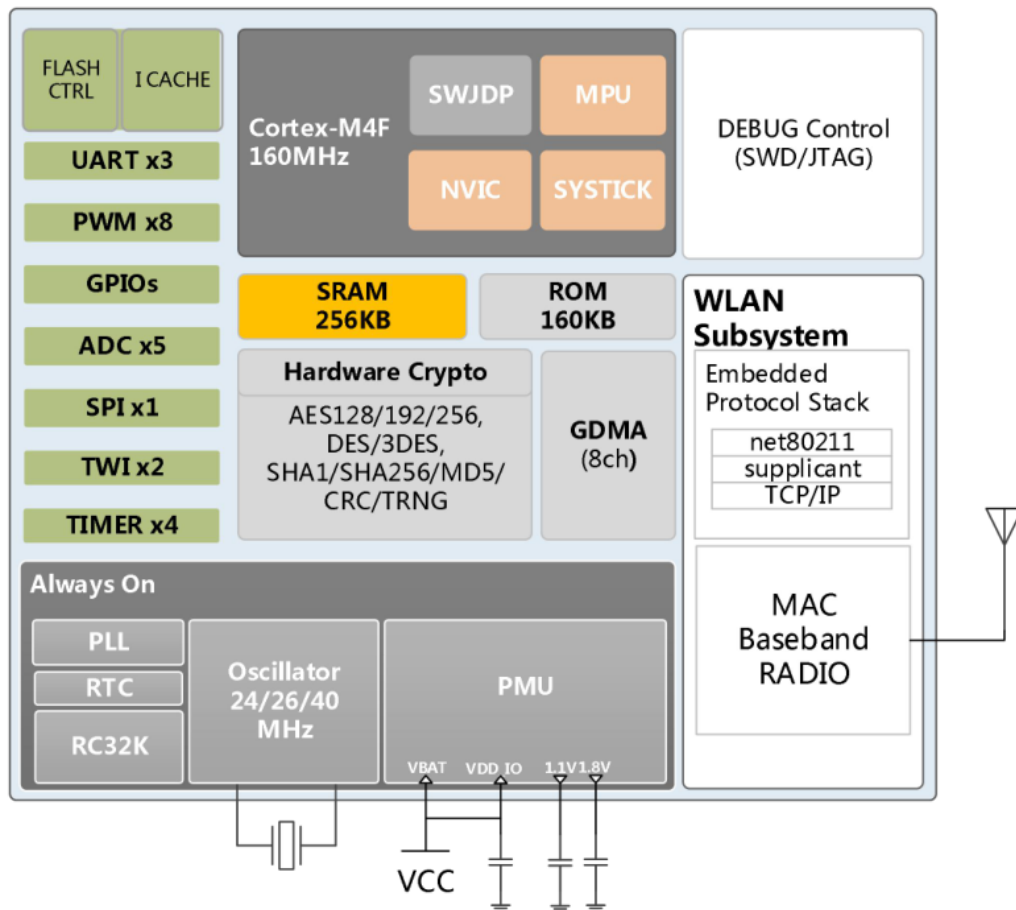 FLASH
CTRL
I CACHE
UART x3
PWM x8
GPIOs
ADC x5
SPI x1
TWI x2
TIMER x4
Cortex-M4F
160MHz
SWJDP
MPU
NVIC
SYSTICK
DEBUG Control
(SWD/JTAG)
SRAM
256KB
ROM
160KB
Hardware Crypto
AES128/192/256,
DES/3DES,
SHA1/SHA256/MD5/
CRC/TRNG
GDMA
(8ch)
WLAN
Subsystem
Embedded
Protocol Stack
net80211
supplicant
TCP/IP
MAC
Baseband
RADIO
Always On
PLL
RTC
RC32K
Oscillator
24/26/40
MHz
PMU
VBAT
VDD_IO
1.1V
1.8V
VCC